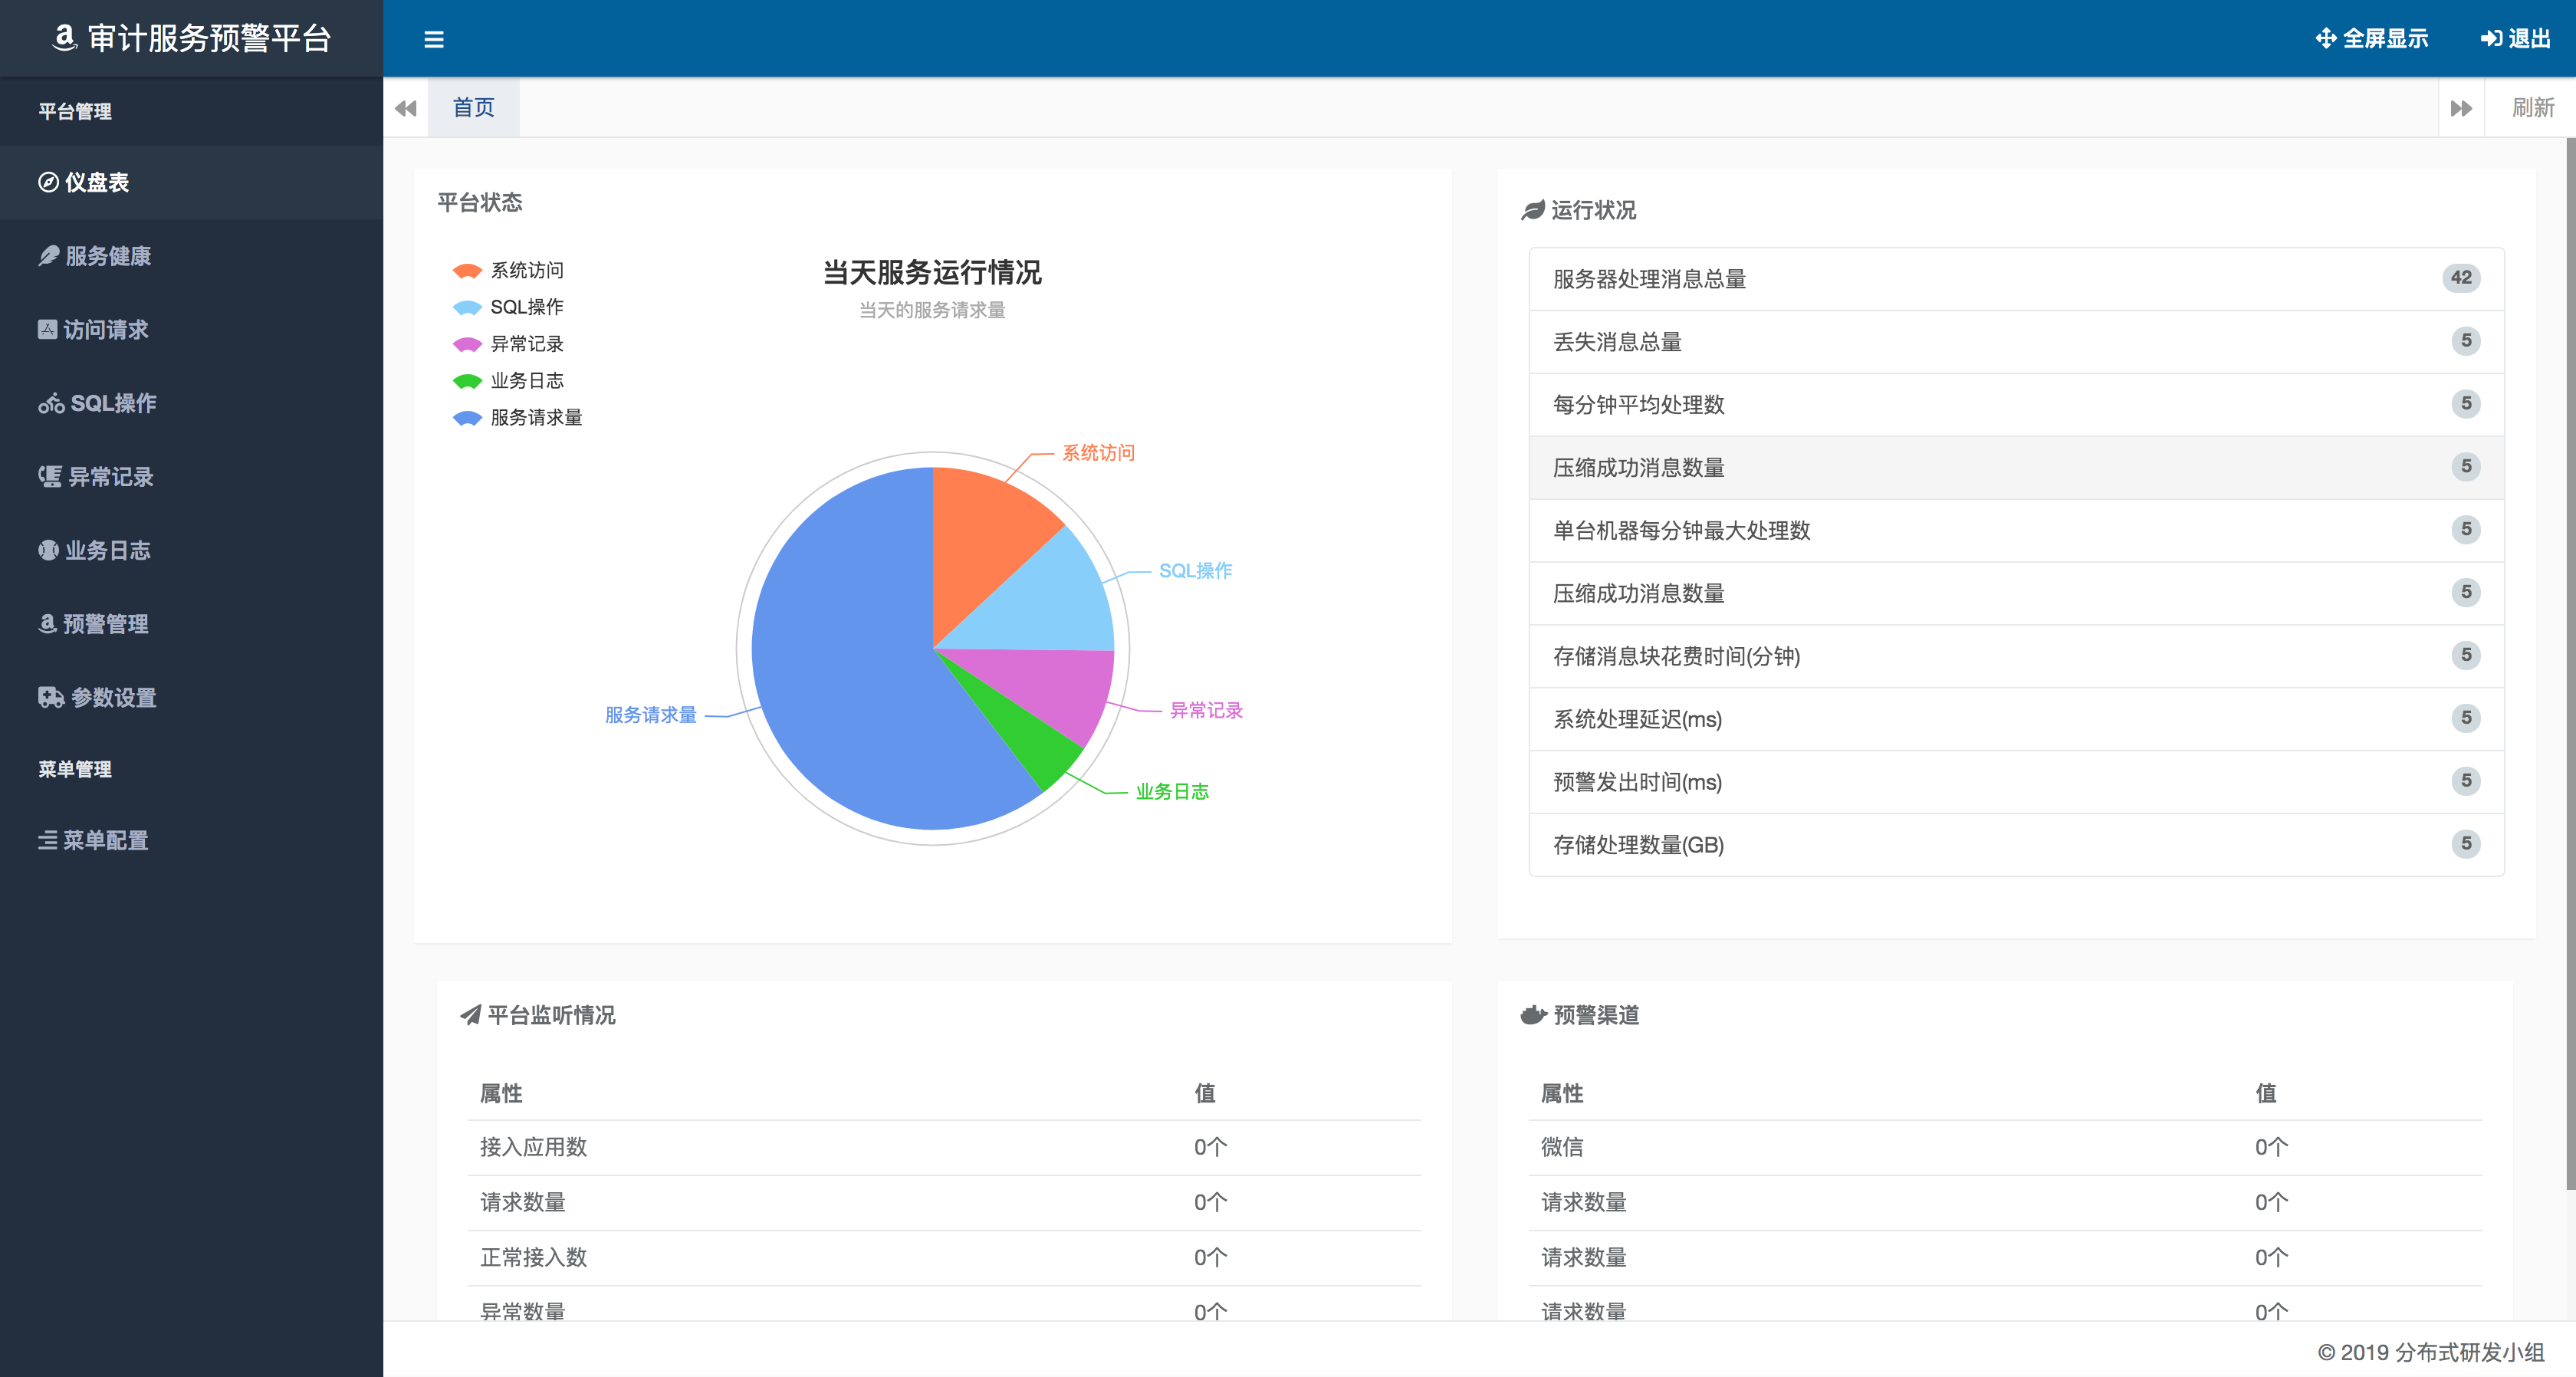 审计服务预警平台
全屏显示
退出
平台管理
仪盘表
服务健康
访问请求
SQL操作
异常记录
业务日志
预警管理
参数设置
菜单管理
菜单配置
首页
刷新
平台状态
系统访问
SQL操作
异常记录
业务日志
服务请求量
当天服务运行情况
当天的服务请求量
系统访问
SQL操作
异常记录
业务日志
服务请求量
运行状况
服务器处理消息总量 42
丢失消息总量 5
每分钟平均处理数 5
压缩成功消息数量 5
单台机器每分钟最大处理数 5
压缩成功消息数量 5
存储消息块花费时间(分钟) 5
系统处理延迟(ms) 5
预警发出时间(ms) 5
存储处理数量(GB) 5
平台监听情况
属性 值
接入应用数 0个
请求数量 0个
正常接入数 0个
异常数量 0个
预警渠道
属性 值
微信 0个
请求数量 0个
请求数量 0个
请求数量 0个
© 2019 分布式研发小组